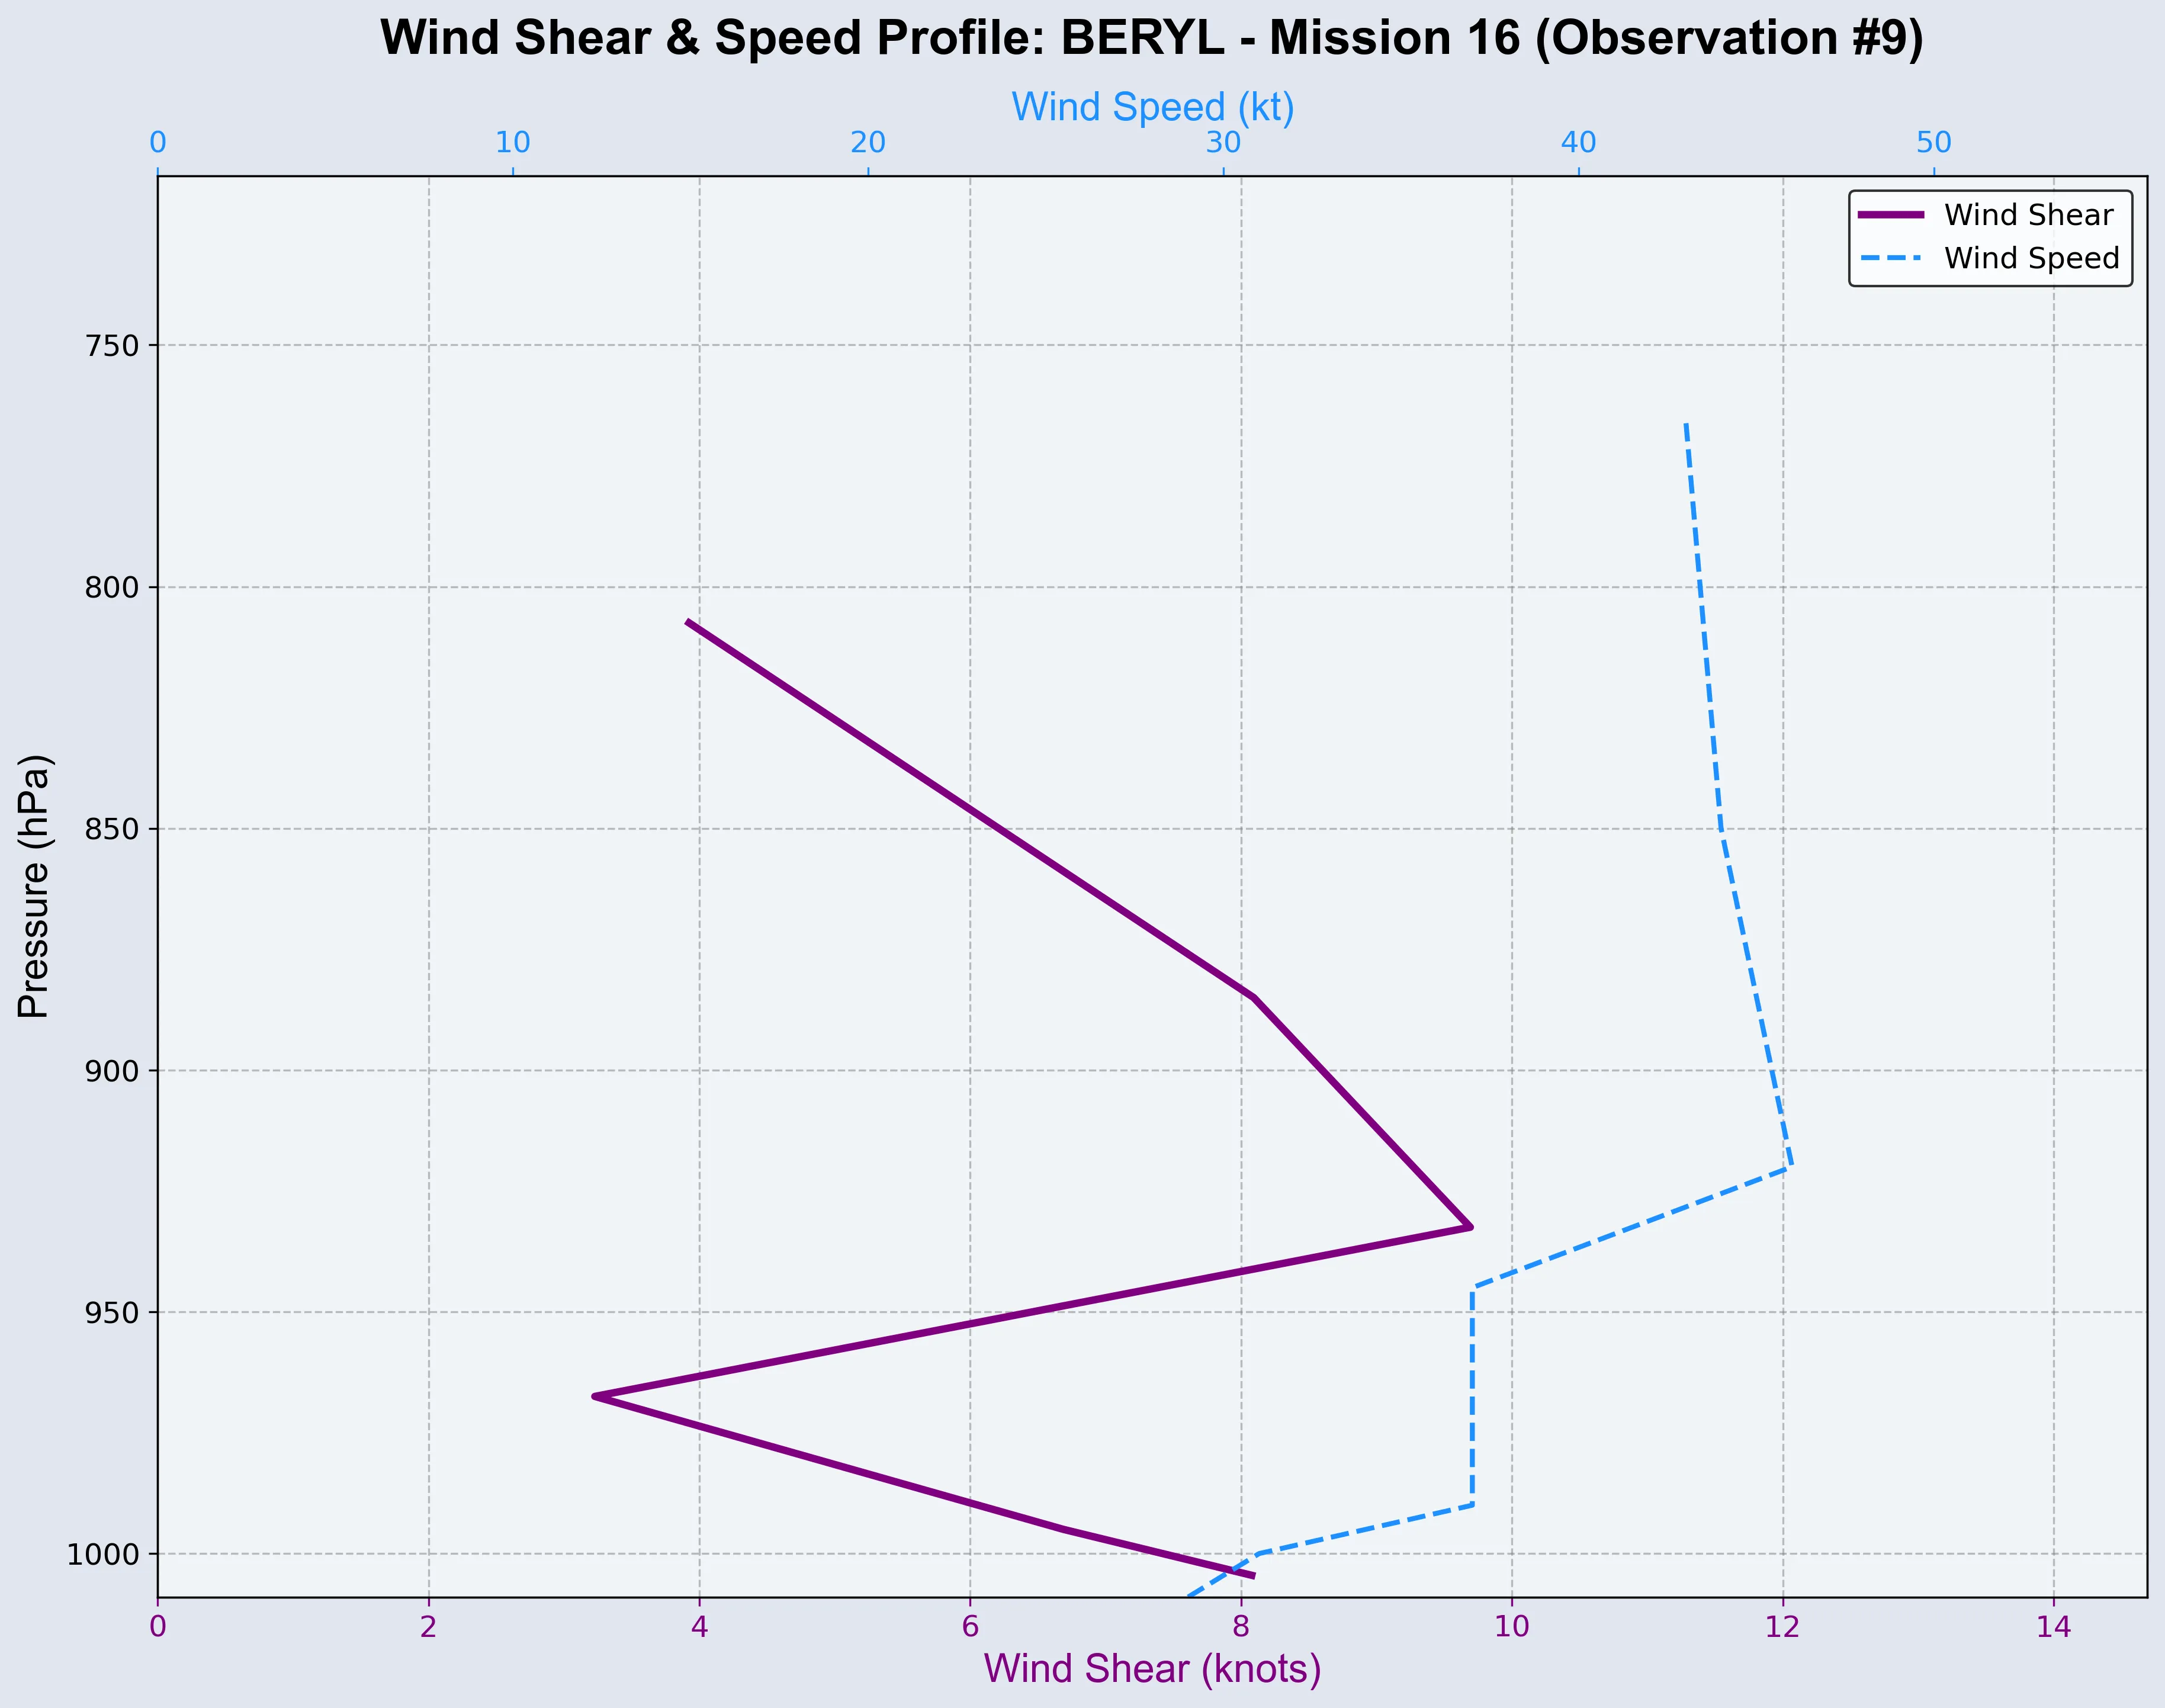 Wind Shear & Speed Profile: BERYL - Mission 16 (Observation #9)
Wind Speed (kt)
0 10 20 30 40 50
Wind Shear
Wind Speed
750
800
850
900
950
1000
Pressure (hPa)
0 2 4 6 8 10 12 14
Wind Shear (knots)